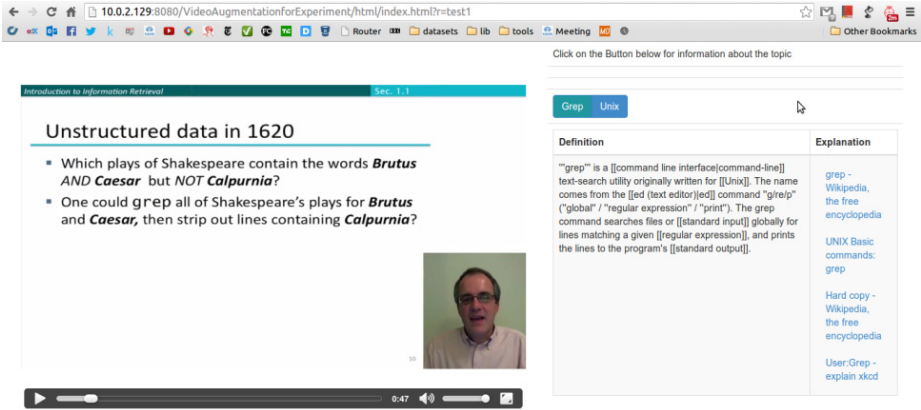 10.0.2.129:8080/VideoAugmentationforExperiment/html/index.html?r=test1
Router
datasets
lib
tools
Meeting
Other Bookmarks
Introduction to Information Retrieval
Sec. 1.1
Unstructured data in 1620
Which plays of Shakespeare contain the words Brutus
AND Caesar but NOT Calpurnia?
One could grep all of Shakespeare's plays for Brutus
and Caesar, then strip out lines containing Calpurnia?
10
0:47
Click on the Button below for information about the topic
Grep Unix
Definition
Explanation
'''grep''' is a [[command line interface|command-line]]
text-search utility originally written for [[Unix]]. The name
comes from the [[ed (text editor)|ed]] command "g/re/p"
("global" / "regular expression" / "print"). The grep
command searches files or [[standard input]] globally for
lines matching a given [[regular expression]], and prints
the lines to the program's [[standard output]].
grep -
Wikipedia,
the free
encyclopedia
UNIX Basic
commands:
grep
Hard copy -
Wikipedia,
the free
encyclopedia
User:Grep -
explain xkcd